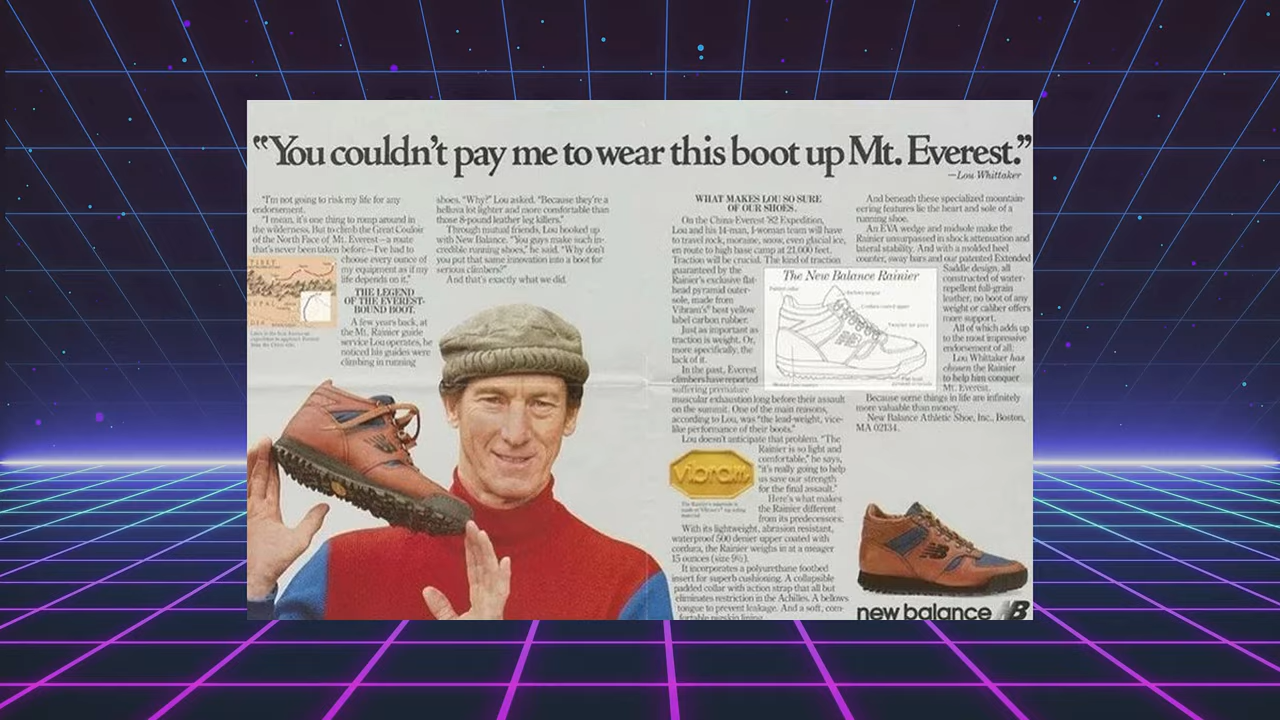 “You couldn’t pay me to wear this boot up Mt. Everest.”
—Lou Whittaker
“I’m not going to risk my life for any
endorsement.
“I mean, it’s one thing to romp around in
the wilderness. But to climb the Great Couloir
of the North Face of Mt. Everest—a route
that’s never been taken before—I’ve had to
choose every ounce of
my equipment as if my
life depends on it.”
TIBET
NEPAL
THE LEGEND
OF THE EVEREST-
BOUND BOOT.
A few years back, at
the Mt. Rainier guide
service Lou operates, he
noticed his guides were
climbing in running
shoes. “Why?” Lou asked. “Because they’re a
helluva lot lighter and more comfortable than
those 8-pound leather leg killers.”
Through mutual friends, Lou hooked up
with New Balance. “You guys make such in-
credible running shoes,” he said. “Why don’t
you put that same innovation into a boot for
serious climbers?”
And that’s exactly what we did.
WHAT MAKES LOU SO SURE
OF OUR SHOES.
On the China-Everest ’82 Expedition,
Lou and his 14-man, 1-woman team will have
to travel rock, moraine, snow, even glacial ice,
en route to high base camp at 21,000 feet.
Traction will be crucial. The kind of traction
guaranteed by the
Rainier’s exclusive flat-
head pyramid outer-
sole, made from
Vibram’s® best yellow
label carbon rubber.
Just as important as
traction is weight. Or,
more specifically, the
lack of it.
In the past, Everest
climbers have reported
suffering premature
muscular exhaustion long before their assault
on the summit. One of the main reasons,
according to Lou, was “the lead-weight, vice-
like performance of their boots.”
Lou doesn’t anticipate that problem. “The
Rainier is so light and
comfortable,” he says,
“it’s really going to help
us save our strength
for the final assault.”
Here’s what makes
the Rainier different
from its predecessors:
vibram
With its lightweight, abrasion resistant,
waterproof 500 denier upper coated with
cordura, the Rainier weighs in at a meager
15 ounces (size 9½).
It incorporates a polyurethane footbed
insert for superb cushioning. A collapsible
padded collar with action strap that all but
eliminates restriction in the Achilles. A bellows
tongue to prevent leakage. And a soft, com-
fortable pigskin lining.
And beneath these specialized mountain-
eering features lie the heart and sole of a
running shoe.
An EVA wedge and midsole make the
Rainier unsurpassed in shock attenuation and
lateral stability. And with a molded heel
counter, sway bars and our patented Extended
Saddle design, all
constructed of water-
repellent full-grain
leather, no boot of any
weight or caliber offers
more support.
All of which adds up
to the most impressive
endorsement of all:
Lou Whittaker has
chosen the Rainier
to help him conquer
Mt. Everest.
Because some things in life are infinitely
more valuable than money.
New Balance Athletic Shoe, Inc., Boston,
MA 02134.
The New Balance Rainier
Padded collar
Bellows tongue
Cordura coated upper
new balance